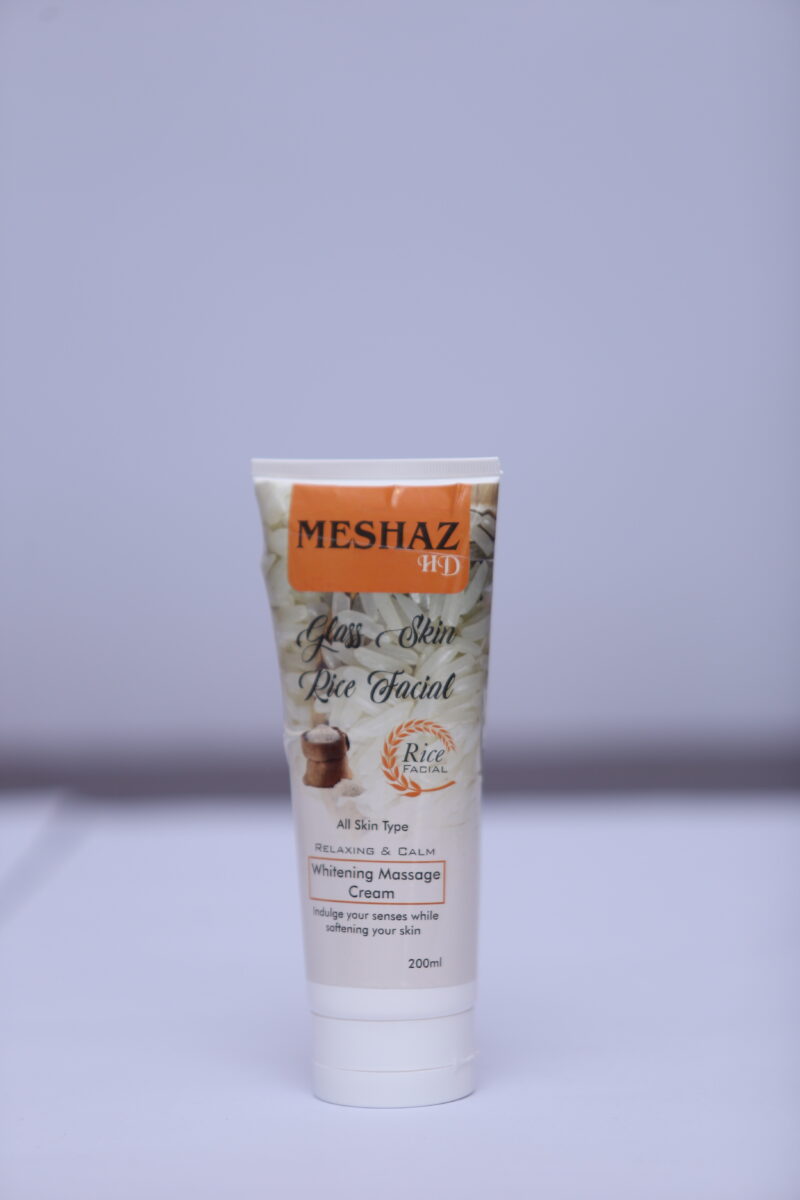 MESHAZ
HD
Glass Skin
Rice Facial
Rice
FACIAL
All Skin Type
RELAXING & CALM
Whitening Massage
Cream
Indulge your senses while
softening your skin
200ml